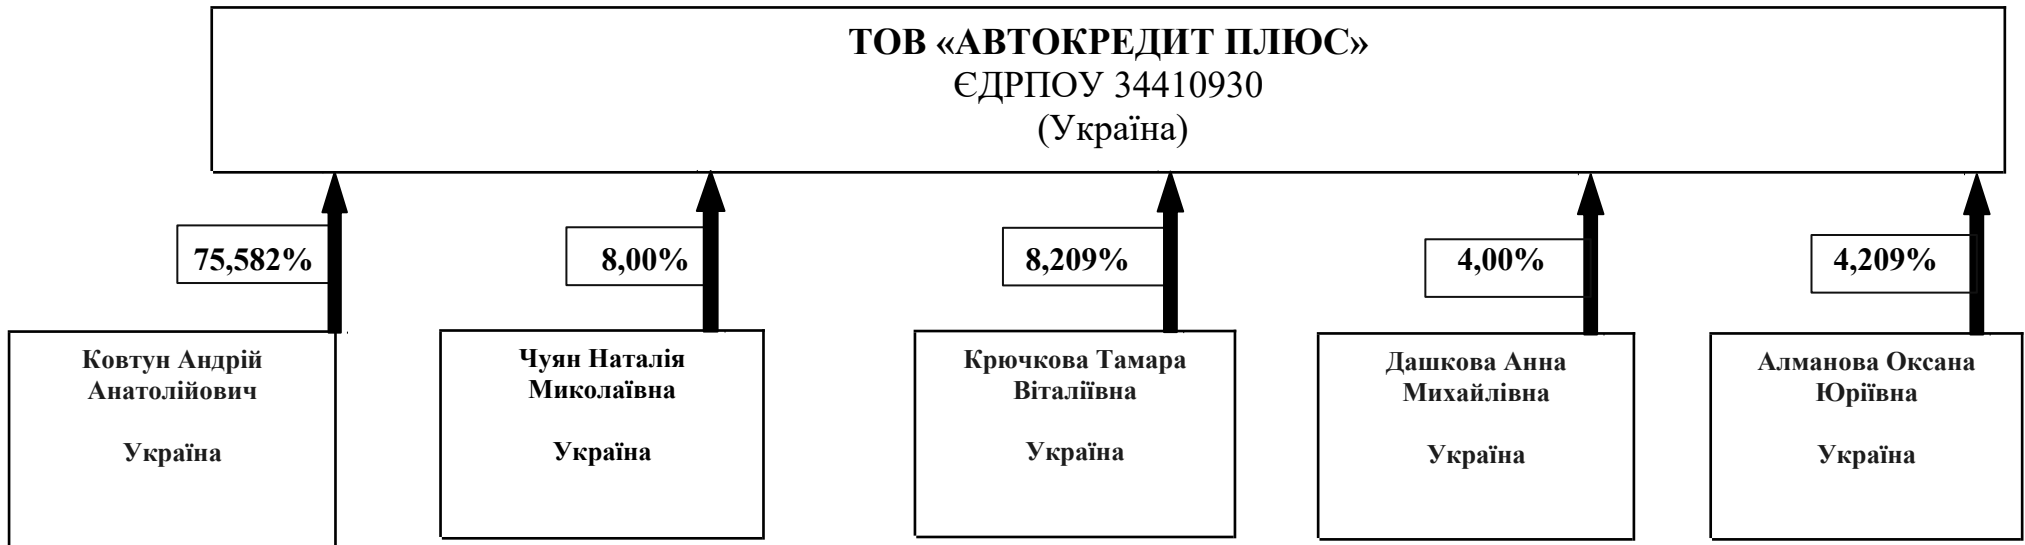 ТОВ «АВТОКРЕДИТ ПЛЮС»
ЄДРПОУ 34410930
(Україна)
75,582%
8,00%
8,209%
4,00%
4,209%
Ковтун Андрій
Анатолійович
Україна
Чуян Наталія
Миколаївна
Україна
Крючкова Тамара
Віталіївна
Україна
Дашкова Анна
Михайлівна
Україна
Алманова Оксана
Юріївна
Україна